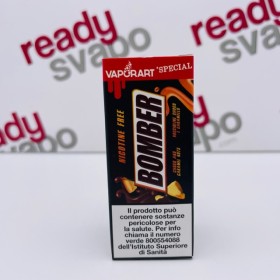 ready
svapo
ready
svapo
ready
svapo
VAPORART 'SPECIAL
NICOTINE FREE
BOMBER
Il prodotto può
contenere sostanze
pericolose per
la salute. Per info
chiama il numero
verde 800554088
dell'Istituto Superiore
di Sanità